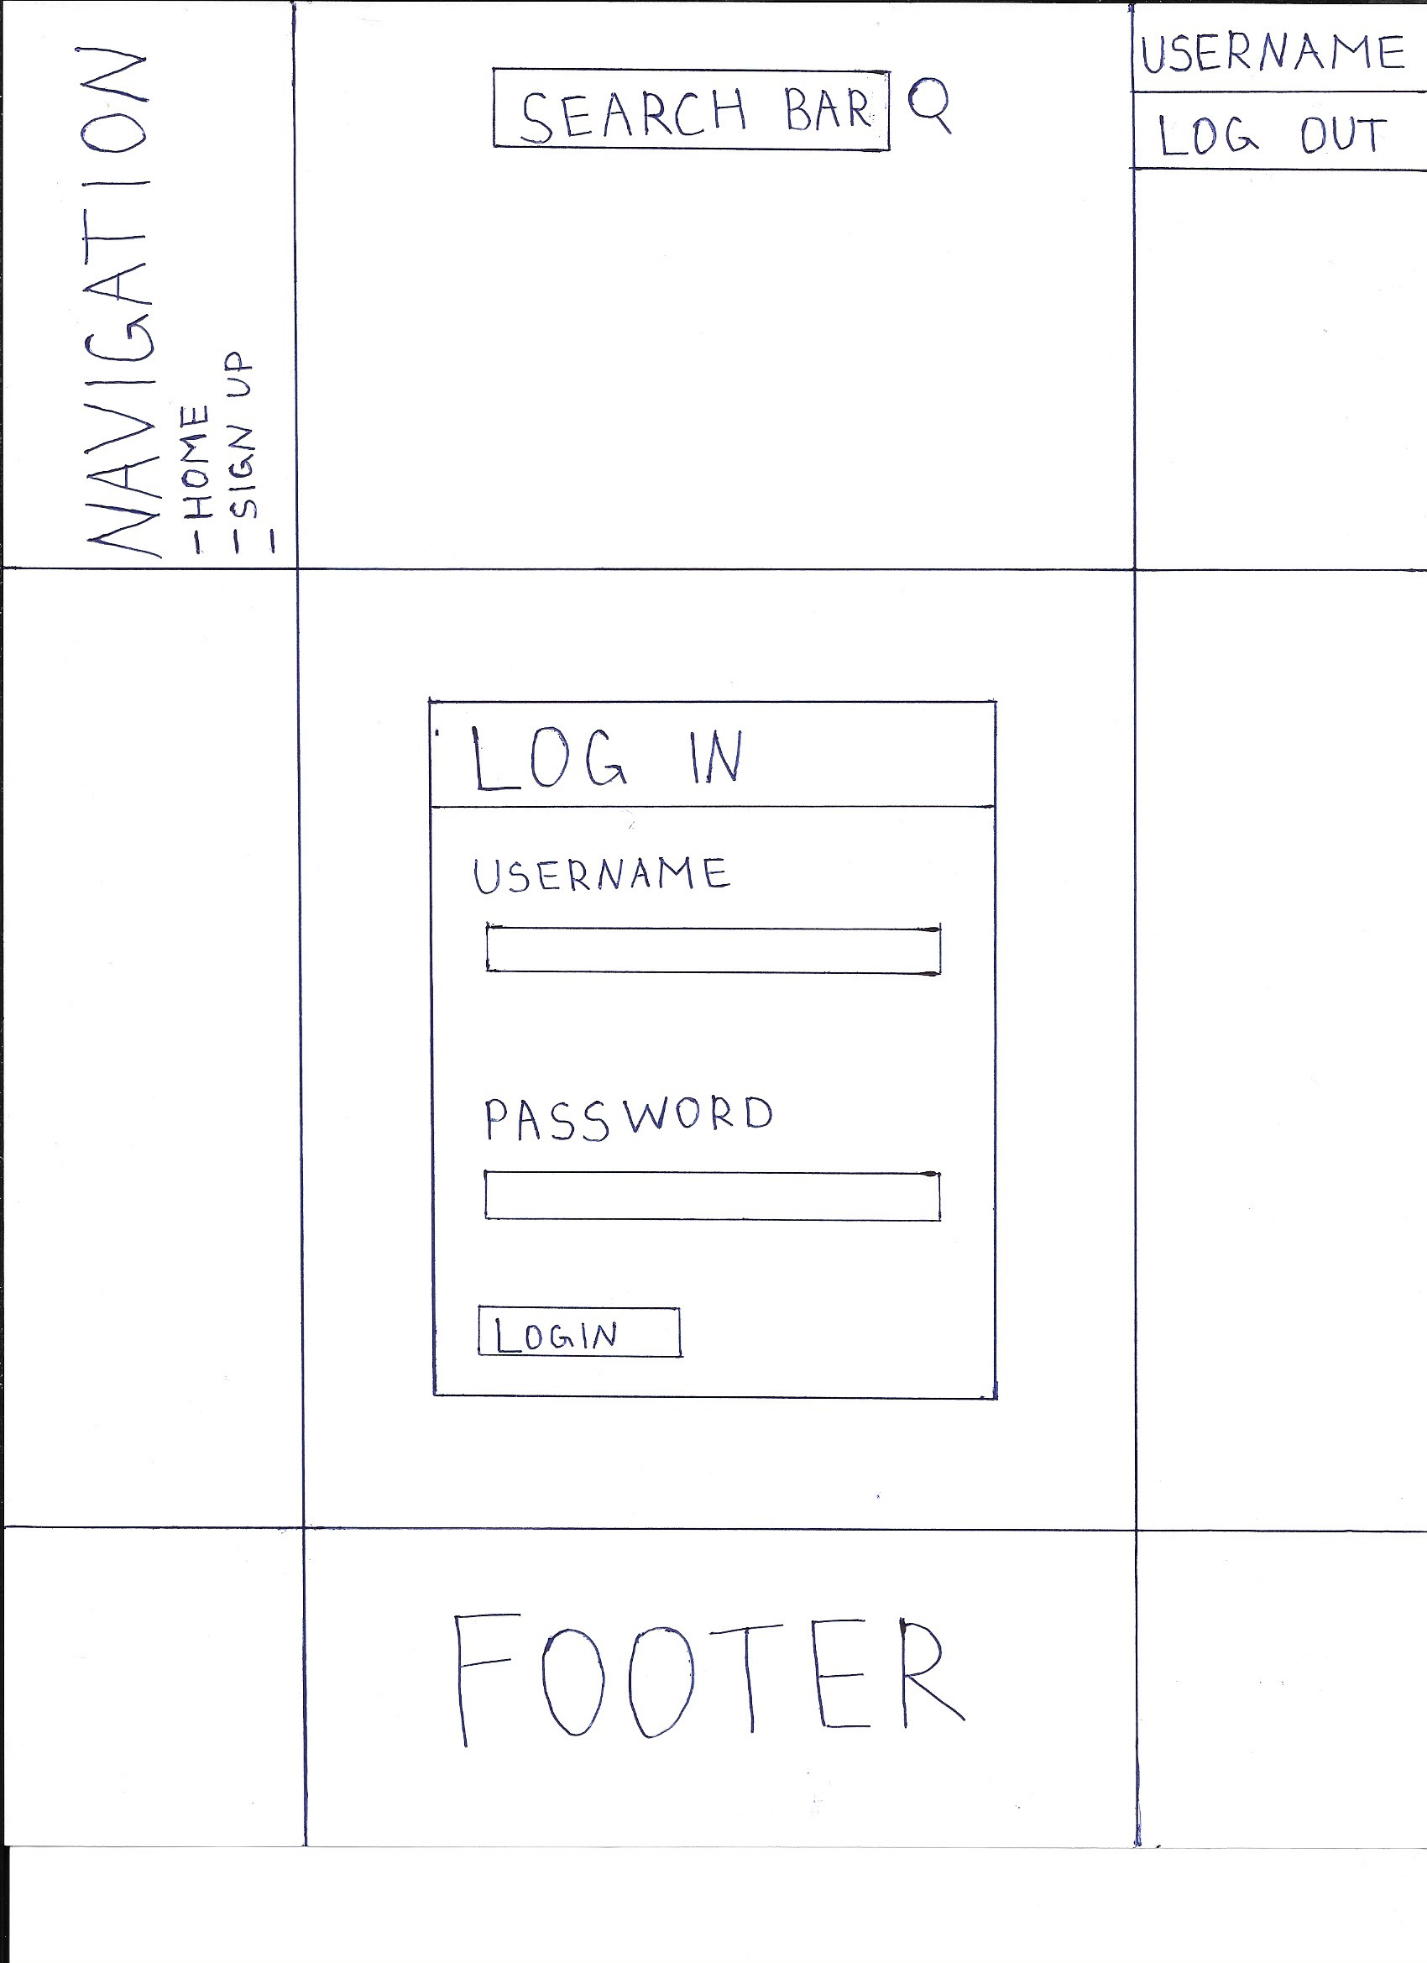 NAVIGATION
-HOME
-SIGN UP
-
SEARCH BAR
USERNAME
LOG OUT
LOG IN
USERNAME
PASSWORD
LOGIN
FOOTER